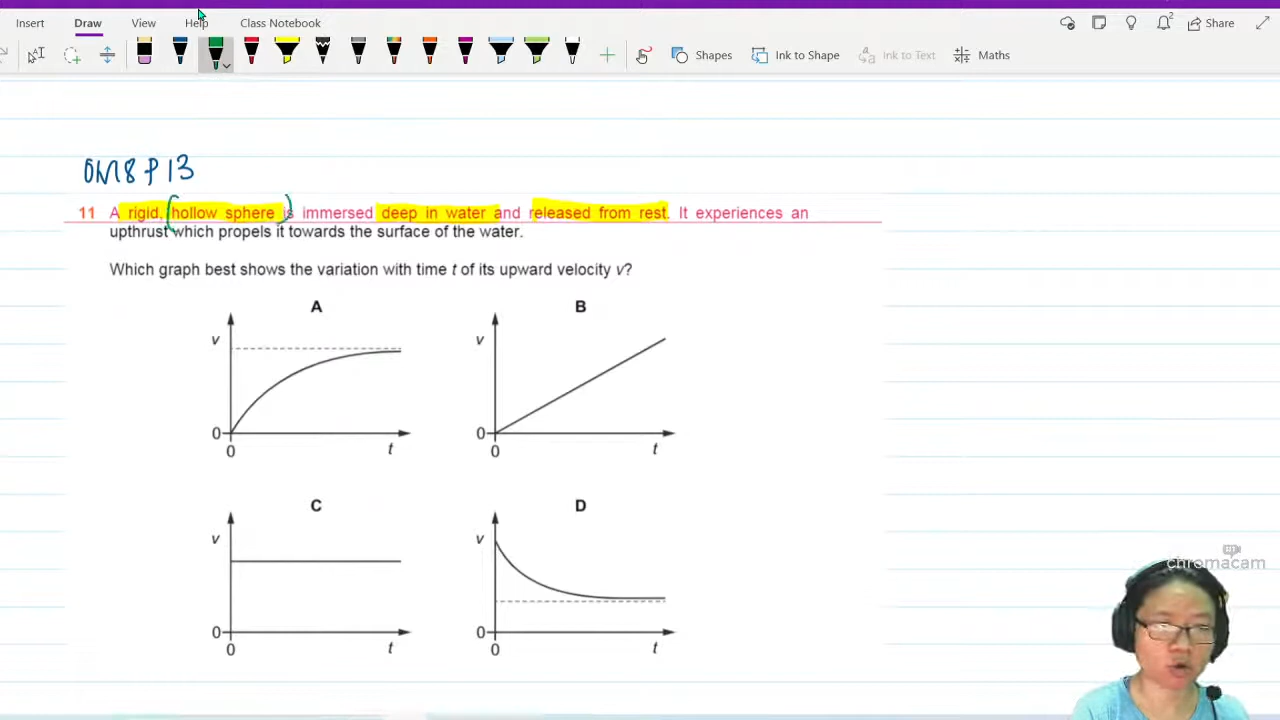 Insert Draw View Help Class Notebook Share
Shapes Ink to Shape Ink to Text Maths
ON18 P13
11 A rigid, hollow sphere is immersed deep in water and released from rest. It experiences an
upthrust which propels it towards the surface of the water.
Which graph best shows the variation with time t of its upward velocity v?
A B
v v
0 0
0 t 0 t
C D
v v
0 0
0 t 0 t
chromacam